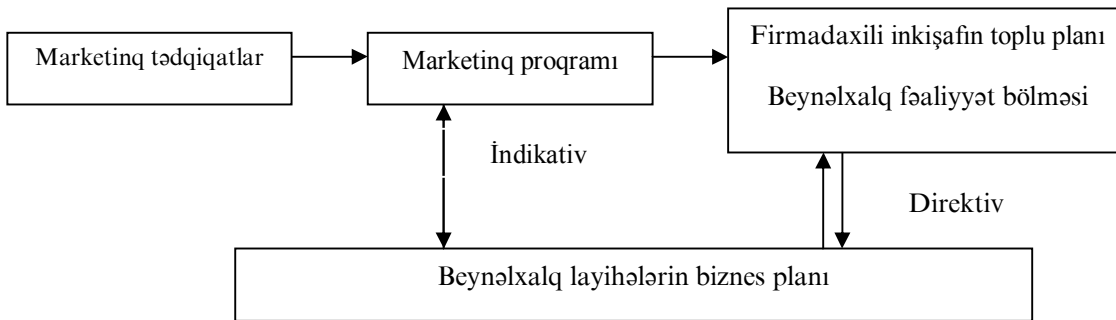 Marketinq tədqiqatlar
Marketinq proqramı
Firmadaxili inkişafın toplu planı
Beynəlxalq fəaliyyət bölməsi
İndikativ
Direktiv
Beynəlxalq layihələrin biznes planı